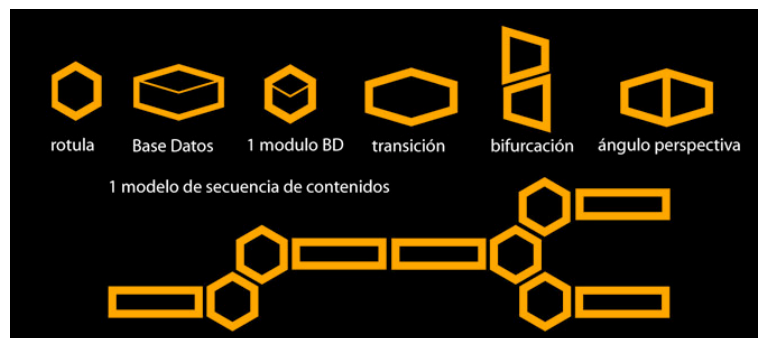 rotula
Base Datos
1 modulo BD
transición
bifurcación
ángulo perspectiva
1 modelo de secuencia de contenidos